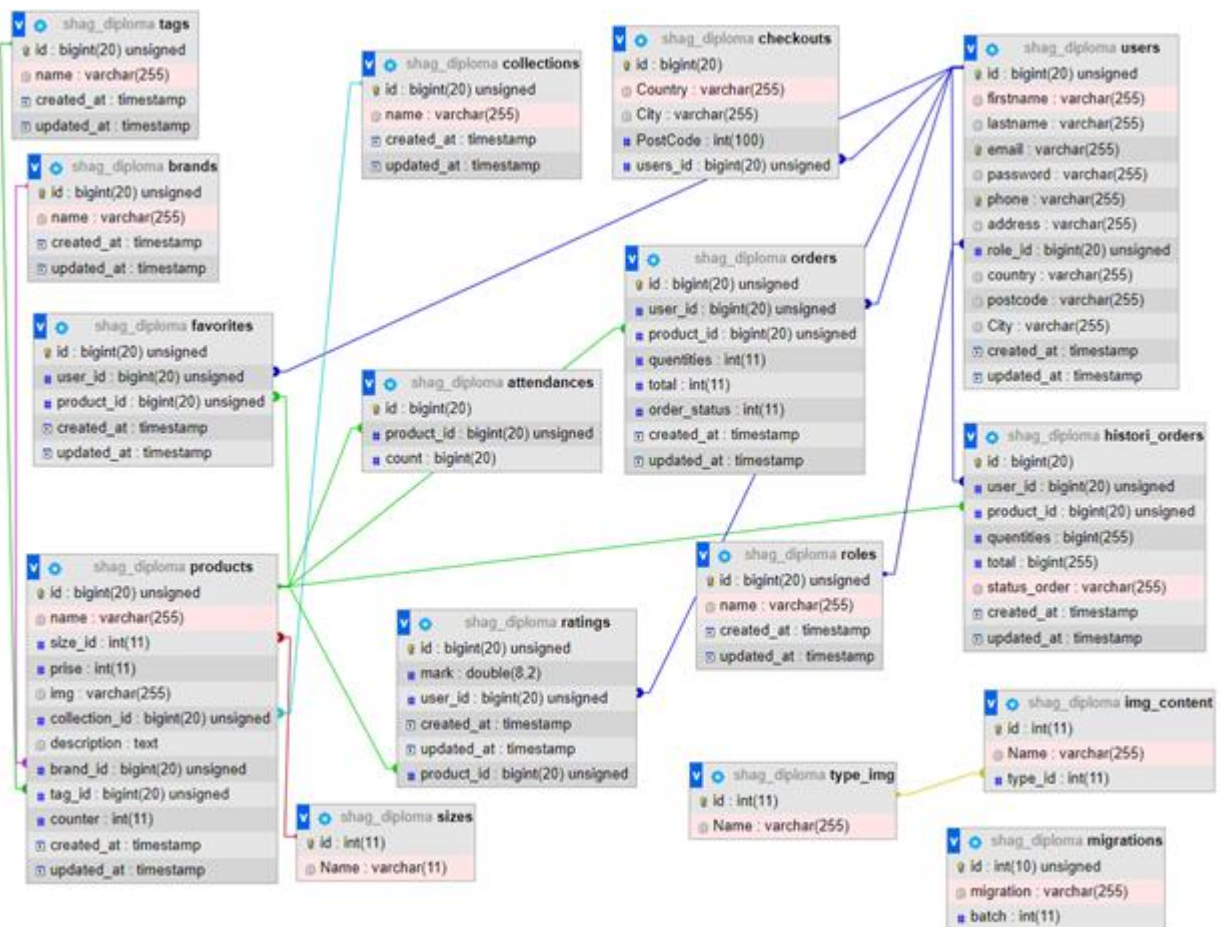 shag_diploma tags
id : bigint(20) unsigned
name : varchar(255)
created_at : timestamp
updated_at : timestamp
shag_diploma brands
id : bigint(20) unsigned
name : varchar(255)
created_at : timestamp
updated_at : timestamp
shag_diploma favorites
id : bigint(20) unsigned
user_id : bigint(20) unsigned
product_id : bigint(20) unsigned
created_at : timestamp
updated_at : timestamp
shag_diploma products
id : bigint(20) unsigned
name : varchar(255)
size_id : int(11)
prise : int(11)
img : varchar(255)
collection_id : bigint(20) unsigned
description : text
brand_id : bigint(20) unsigned
tag_id : bigint(20) unsigned
counter : int(11)
created_at : timestamp
updated_at : timestamp
shag_diploma collections
id : bigint(20) unsigned
name : varchar(255)
created_at : timestamp
updated_at : timestamp
shag_diploma attendances
id : bigint(20)
product_id : bigint(20) unsigned
count : bigint(20)
shag_diploma ratings
id : bigint(20) unsigned
mark : double(8,2)
user_id : bigint(20) unsigned
created_at : timestamp
updated_at : timestamp
product_id : bigint(20) unsigned
shag_diploma sizes
id : int(11)
Name : varchar(11)
shag_diploma checkouts
id : bigint(20)
Country : varchar(255)
City : varchar(255)
PostCode : int(100)
users_id : bigint(20) unsigned
shag_diploma orders
id : bigint(20) unsigned
user_id : bigint(20) unsigned
product_id : bigint(20) unsigned
quentities : int(11)
total : int(11)
order_status : int(11)
created_at : timestamp
updated_at : timestamp
shag_diploma roles
id : bigint(20) unsigned
name : varchar(255)
created_at : timestamp
updated_at : timestamp
shag_diploma type_img
id : int(11)
Name : varchar(255)
shag_diploma users
id : bigint(20) unsigned
firstname : varchar(255)
lastname : varchar(255)
email : varchar(255)
password : varchar(255)
phone : varchar(255)
address : varchar(255)
role_id : bigint(20) unsigned
country : varchar(255)
postcode : varchar(255)
City : varchar(255)
created_at : timestamp
updated_at : timestamp
shag_diploma histori_orders
id : bigint(20)
user_id : bigint(20) unsigned
product_id : bigint(20) unsigned
quentities : bigint(255)
total : bigint(255)
status_order : varchar(255)
created_at : timestamp
updated_at : timestamp
shag_diploma img_content
id : int(11)
Name : varchar(255)
type_id : int(11)
shag_diploma migrations
id : int(10) unsigned
migration : varchar(255)
batch : int(11)